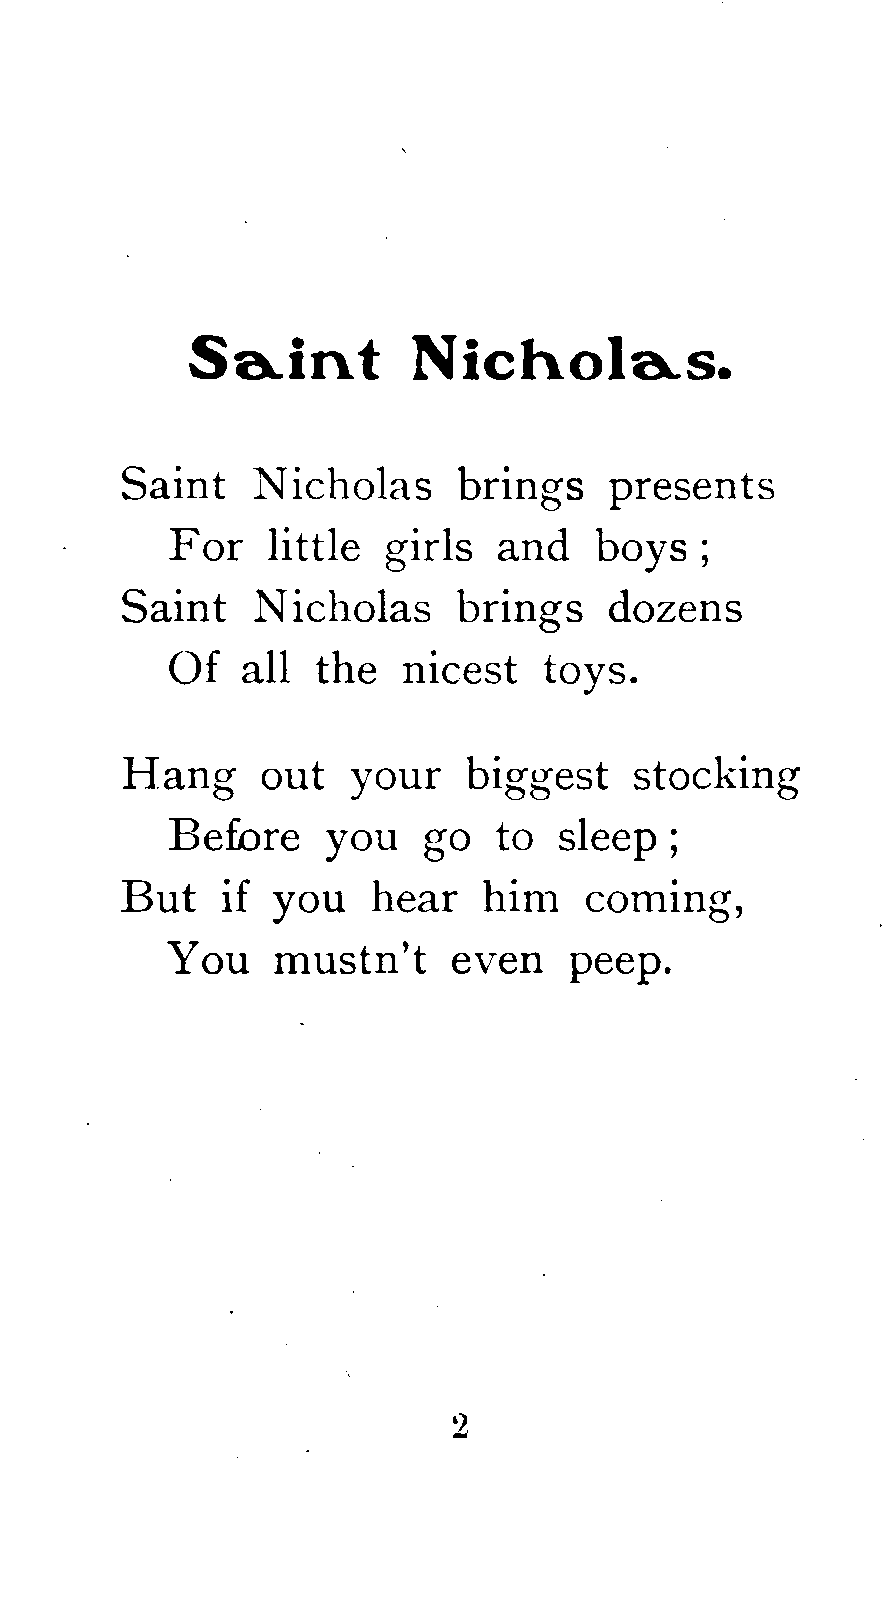 Saint Nicholas.
Saint Nicholas brings presents
For little girls and boys ;
Saint Nicholas brings dozens
Of all the nicest toys.
Hang out your biggest stocking
Before you go to sleep ;
But if you hear him coming,
You mustn't even peep.
2